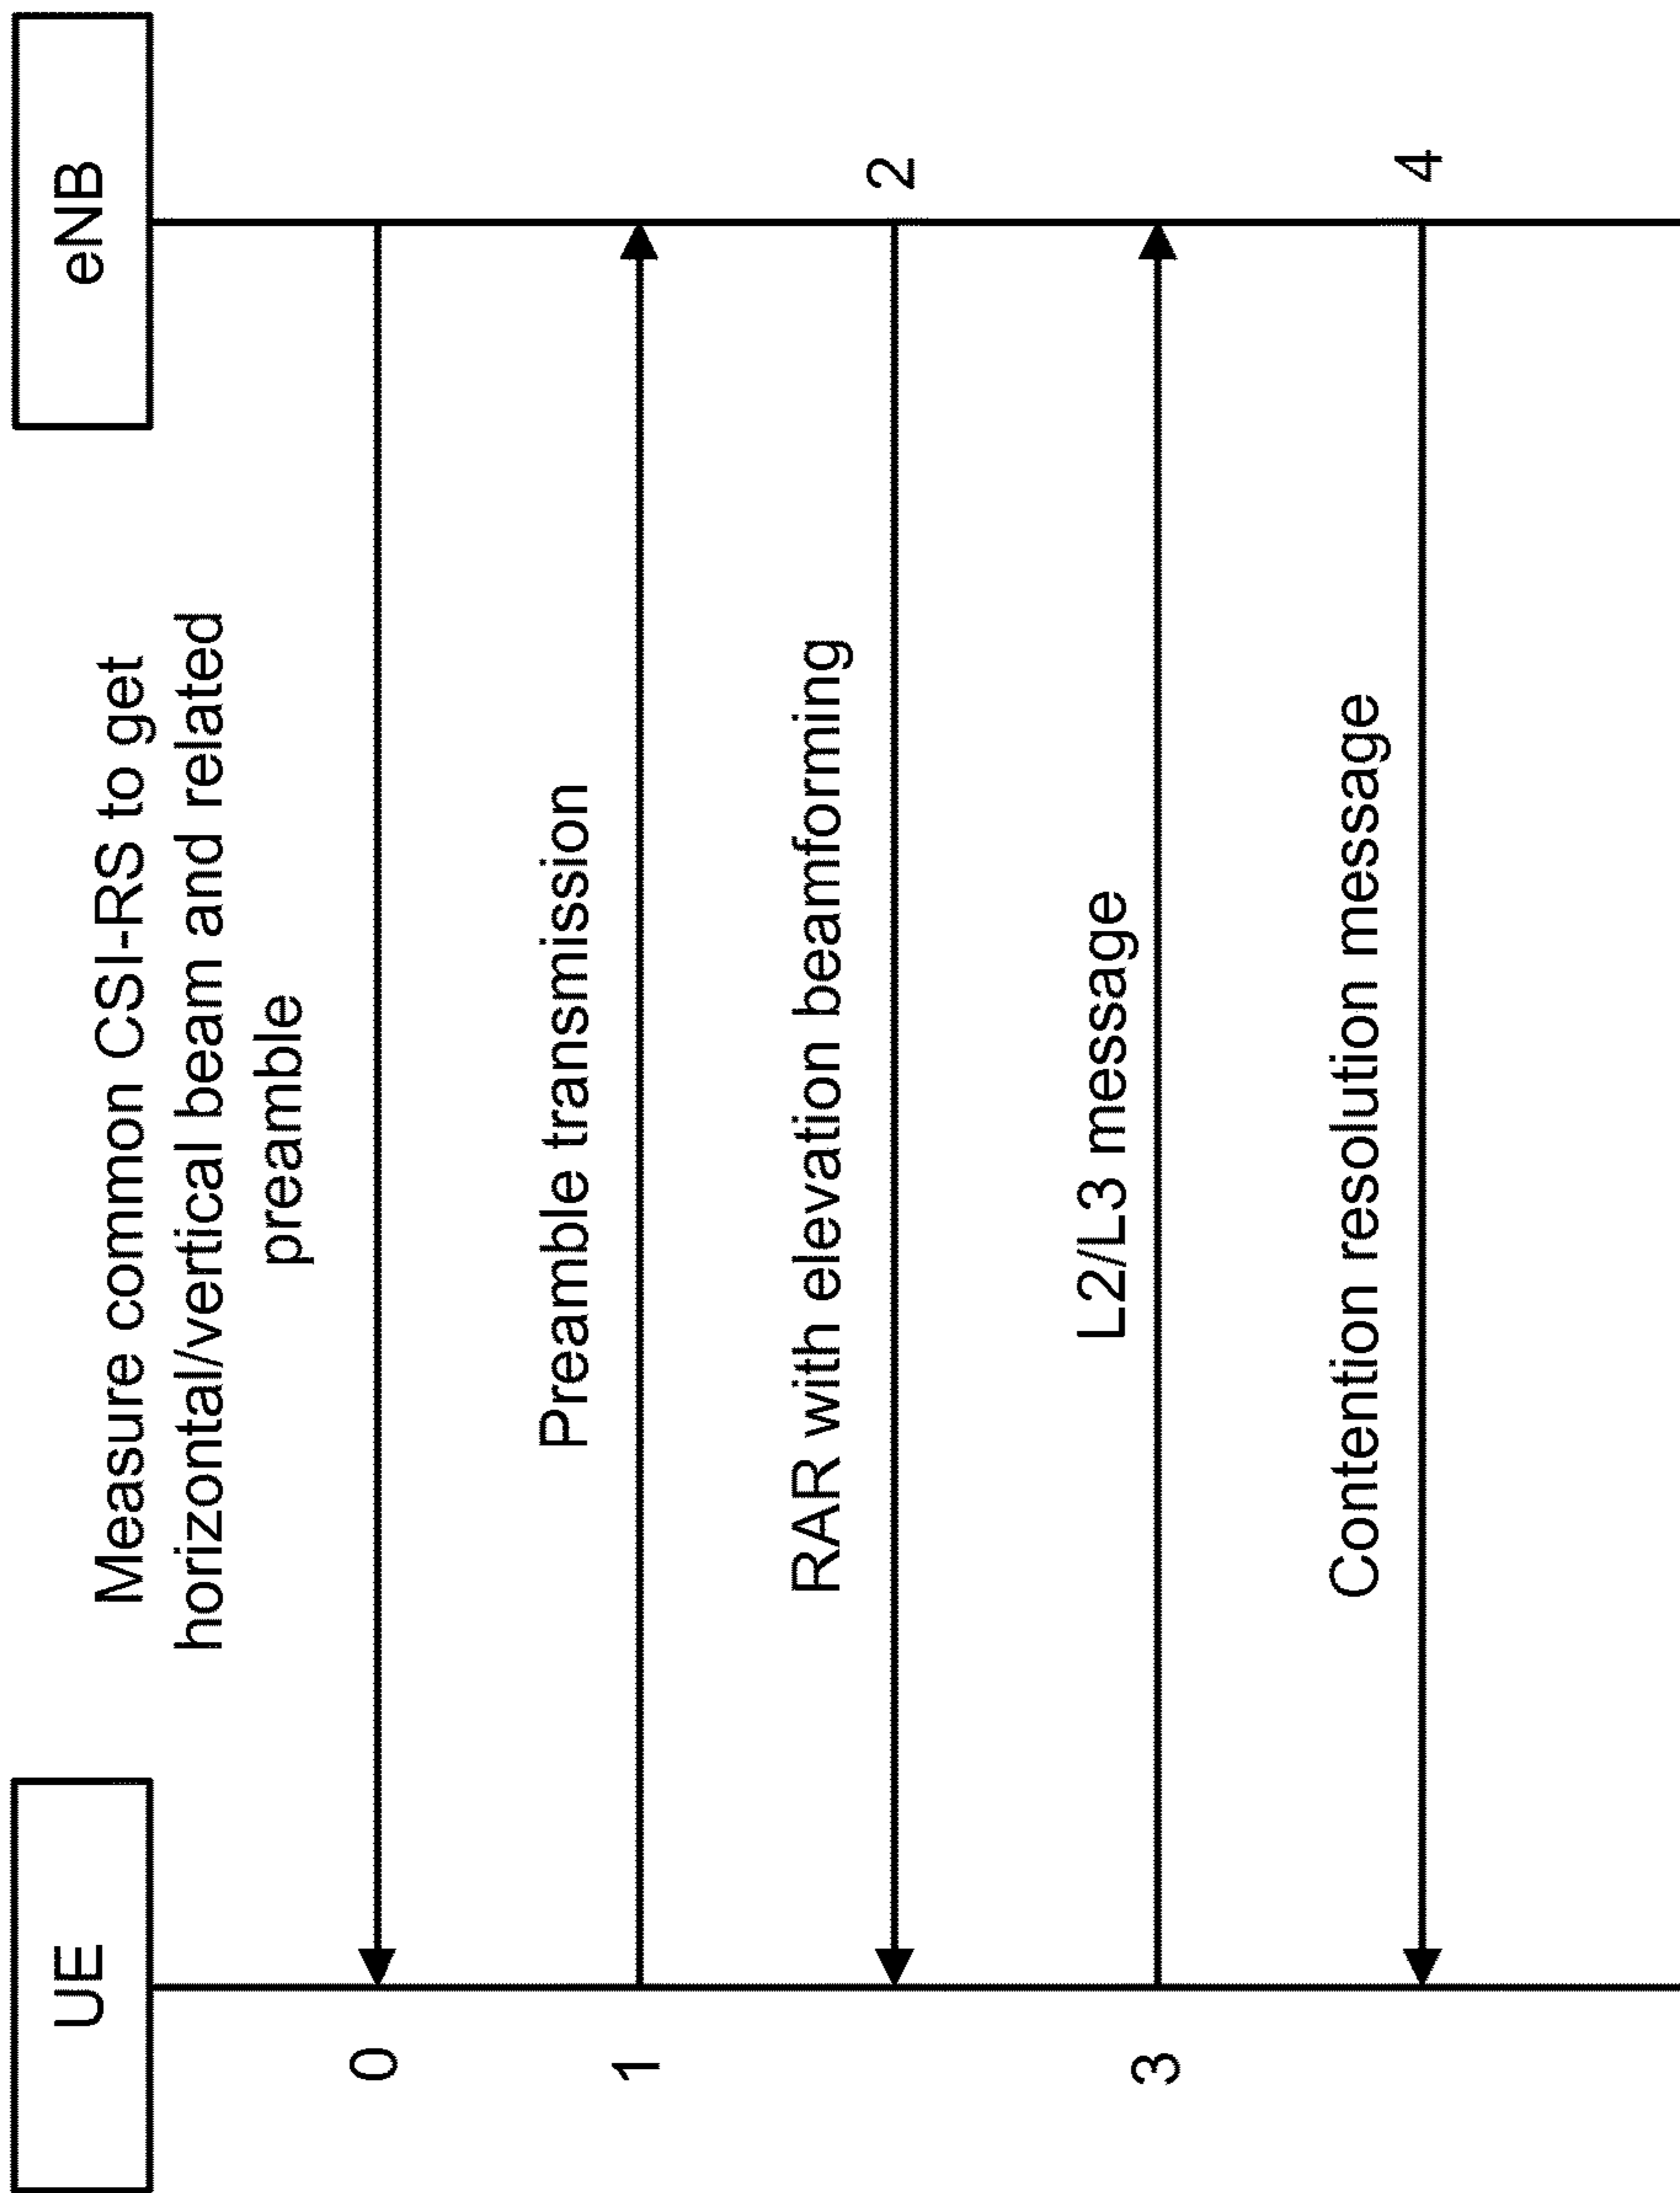 UE
eNB
Measure common CSI-RS to get
horizontal/vertical beam and related
preamble
0
Preamble transmission
1
RAR with elevation beamforming
2
L2/L3 message
3
Contention resolution message
4